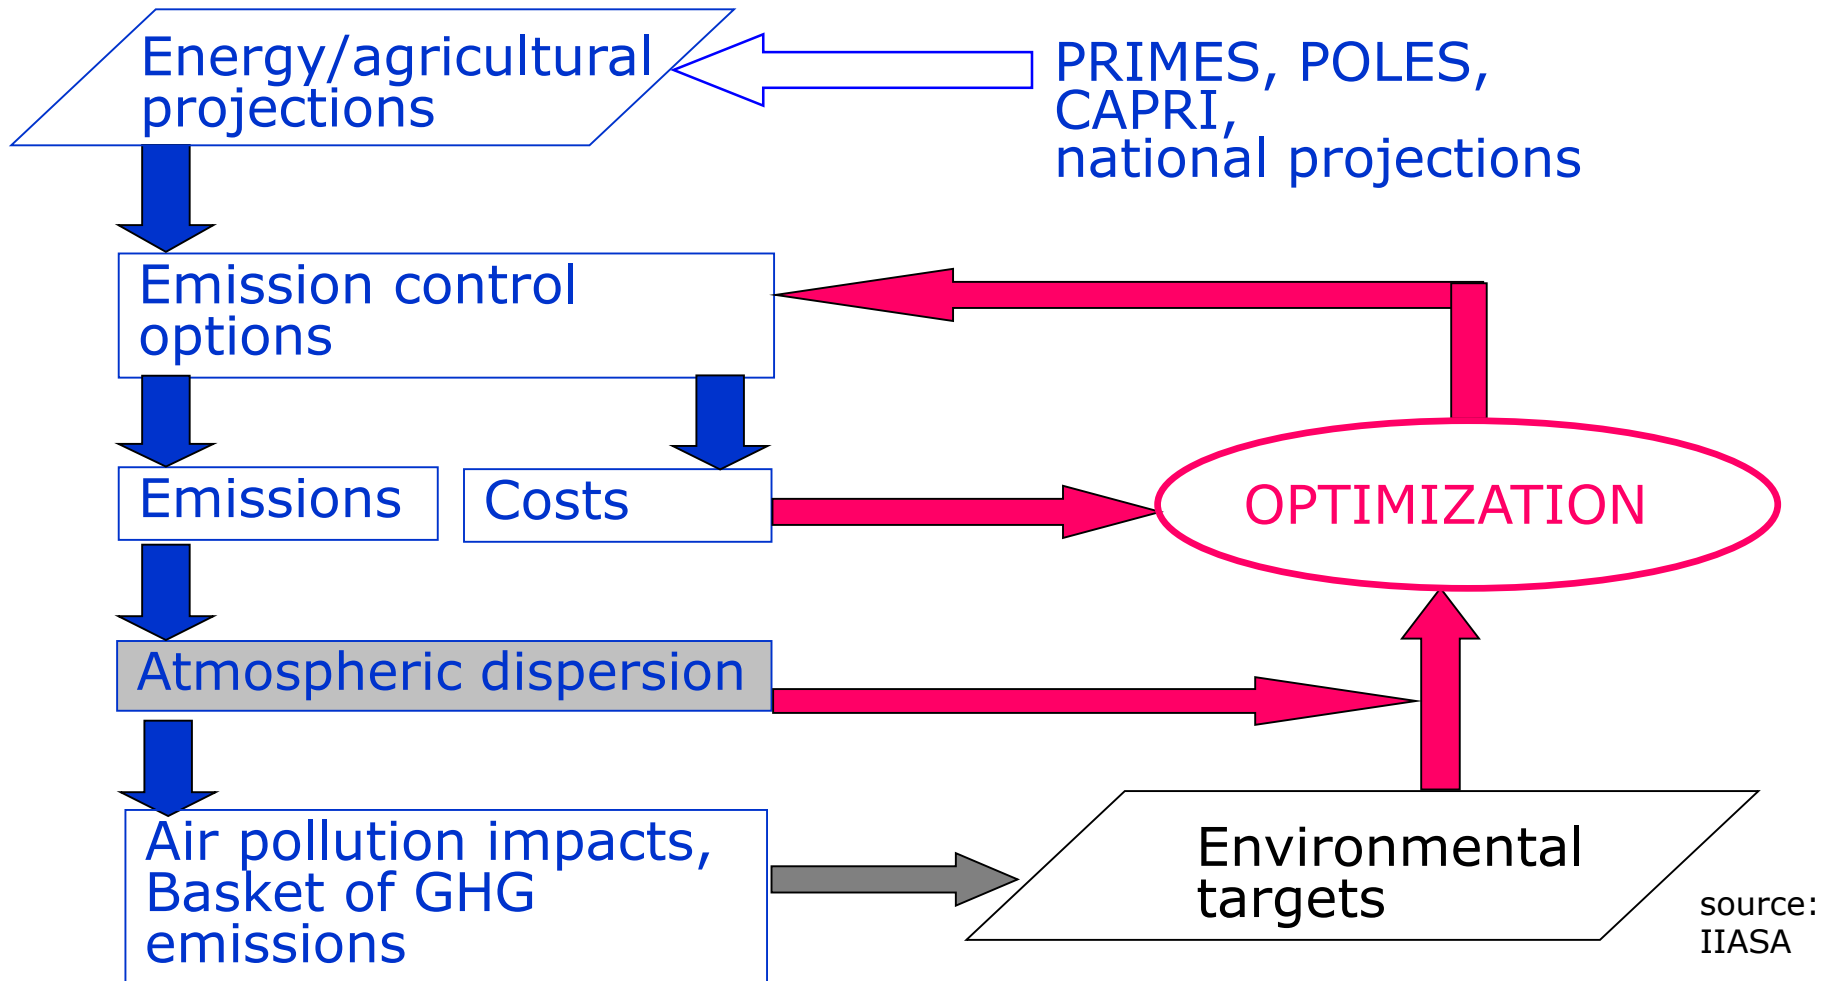 Energy/agricultural
projections
PRIMES, POLES,
CAPRI,
national projections
Emission control
options
Emissions
Costs
OPTIMIZATION
Atmospheric dispersion
Air pollution impacts,
Basket of GHG
emissions
Environmental
targets
source:
IIASA